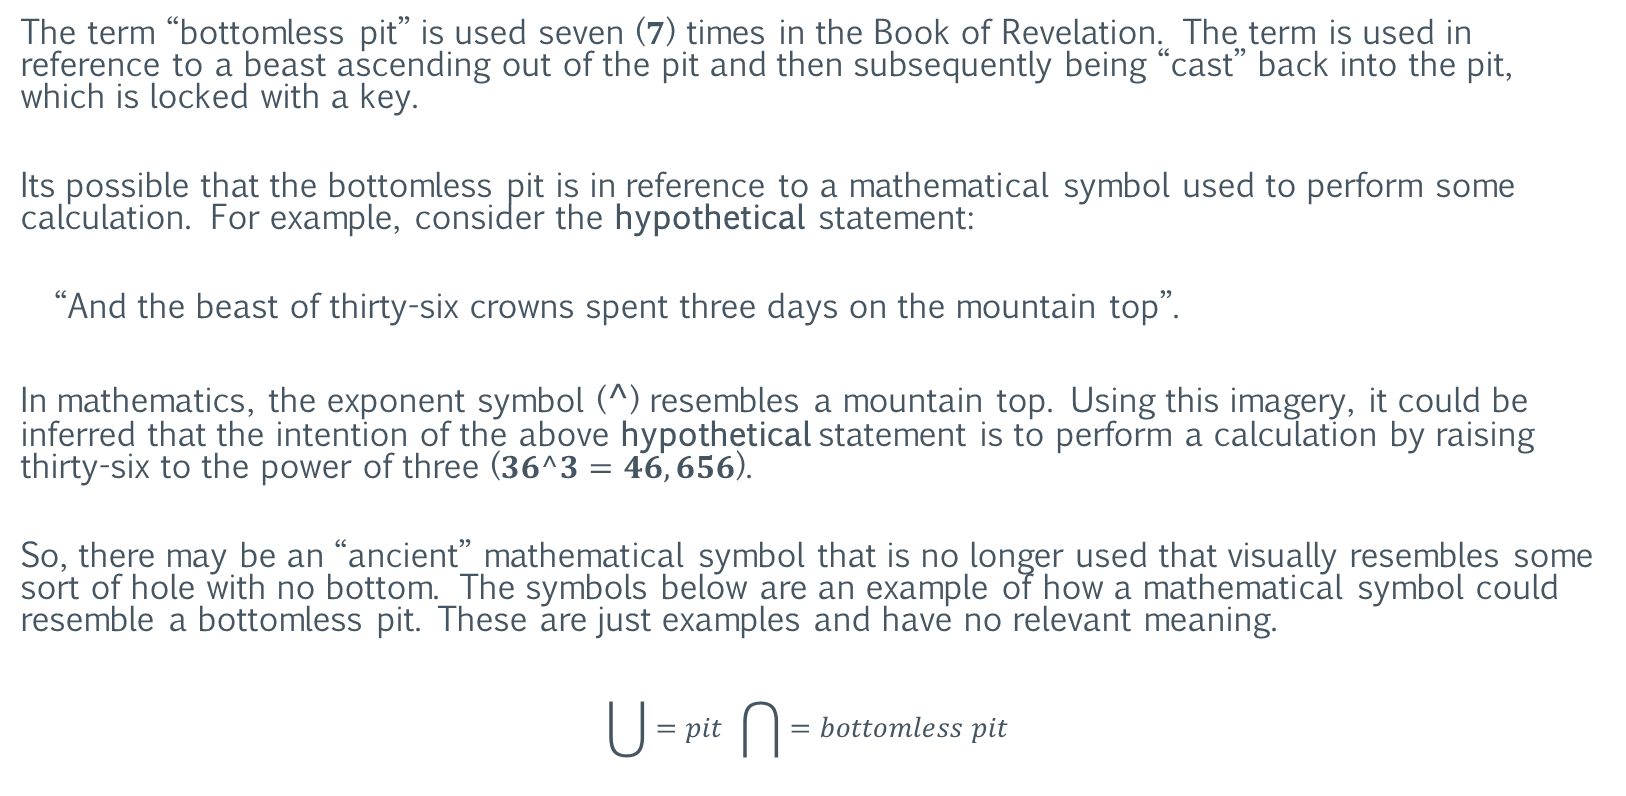 The term “bottomless pit” is used seven (7) times in the Book of Revelation.  The term is used in
reference to a beast ascending out of the pit and then subsequently being “cast” back into the pit,
which is locked with a key.
Its possible that the bottomless pit is in reference to a mathematical symbol used to perform some
calculation.  For example, consider the hypothetical statement:
“And the beast of thirty-six crowns spent three days on the mountain top”.
In mathematics, the exponent symbol (^) resembles a mountain top.  Using this imagery, it could be
inferred that the intention of the above hypothetical statement is to perform a calculation by raising
thirty-six to the power of three (36^3 = 46,656).
So, there may be an “ancient” mathematical symbol that is no longer used that visually resembles some
sort of hole with no bottom.  The symbols below are an example of how a mathematical symbol could
resemble a bottomless pit.  These are just examples and have no relevant meaning.
⋃ = pit ⋂ = bottomless pit